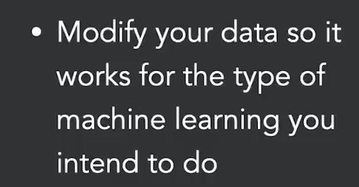 • Modify your data so it
works for the type of
machine learning you
intend to do